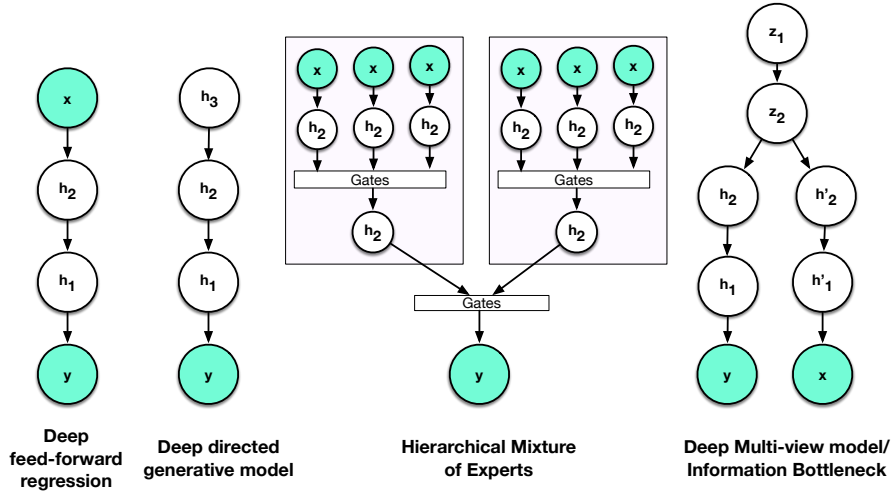 x
h2
h1
y
Deep
feed-forward
regression
h3
h2
h1
y
Deep directed
generative model
x x x
h2 h2 h2
Gates
h2
x x x
h2 h2 h2
Gates
h2
Gates
y
Hierarchical Mixture
of Experts
z1
z2
h2 h'2
h1 h'1
y x
Deep Multi-view model/
Information Bottleneck